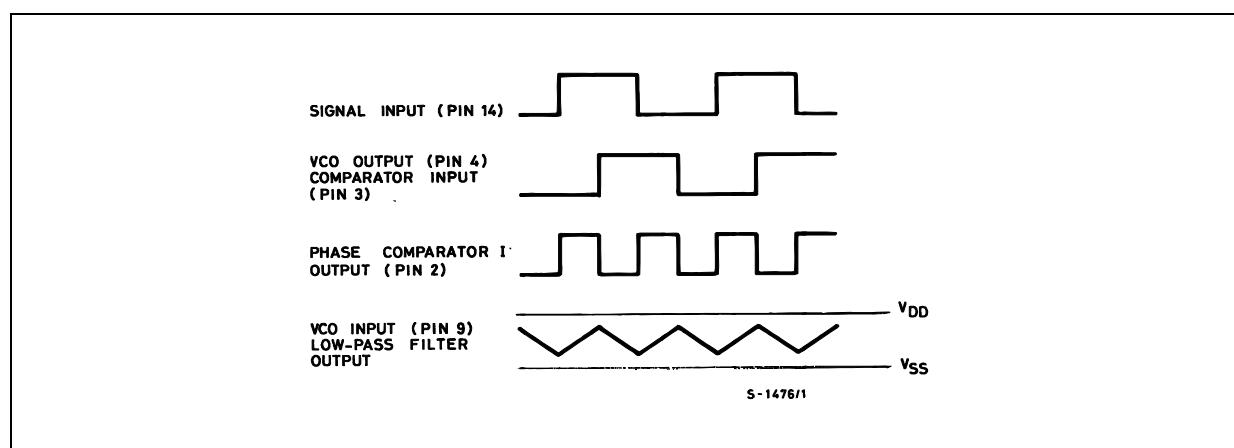 SIGNAL INPUT (PIN 14)
VCO OUTPUT (PIN 4)
COMPARATOR INPUT
(PIN 3)
PHASE COMPARATOR I
OUTPUT (PIN 2)
VDD
VCO INPUT (PIN 9)
LOW-PASS FILTER
OUTPUT
VSS
S-1476/1